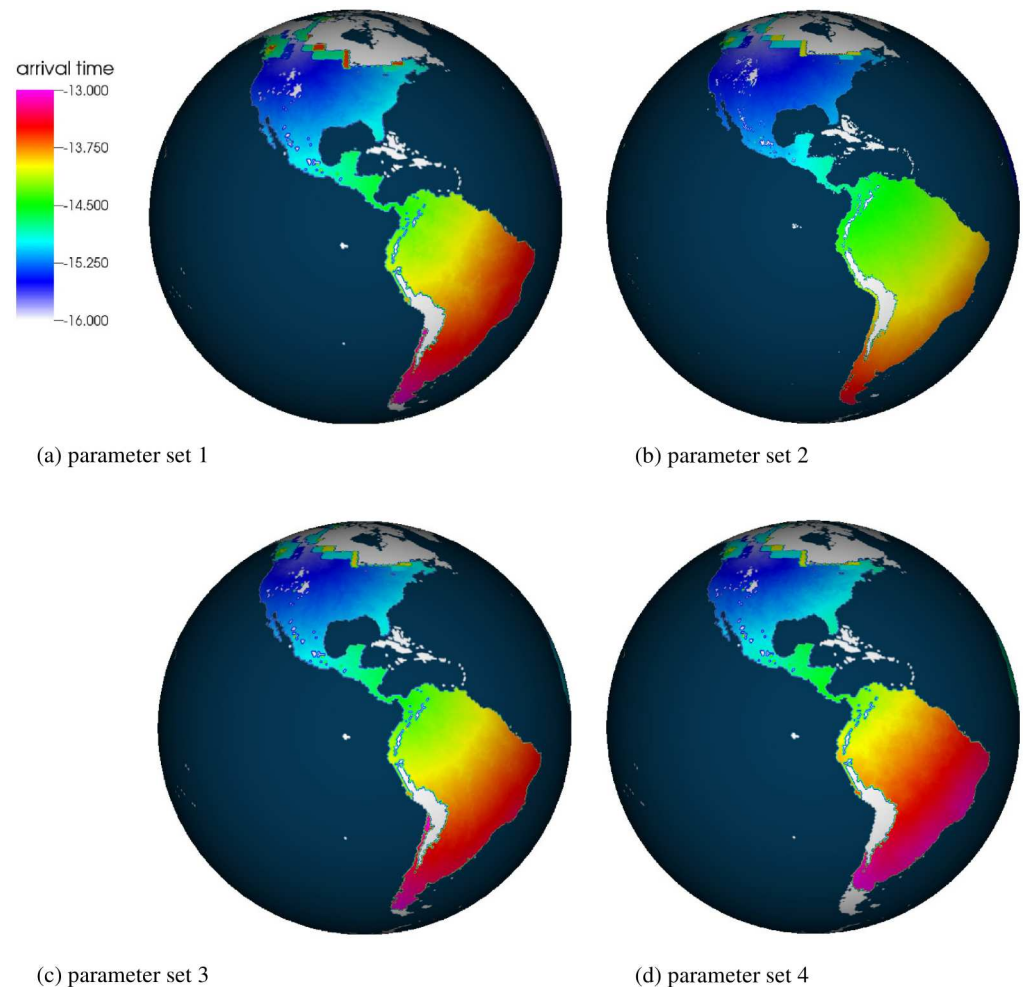 arrival time
-13.000
-13.750
-14.500
-15.250
-16.000
(a) parameter set 1
(b) parameter set 2
(c) parameter set 3
(d) parameter set 4